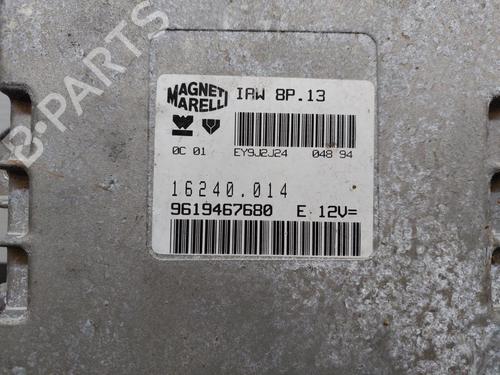 B-PARTS
MAGNETI MARELLI IAW 8P.13
0C 01 EY9J2J24 048 94
16240.014
9619467680 E 12V=